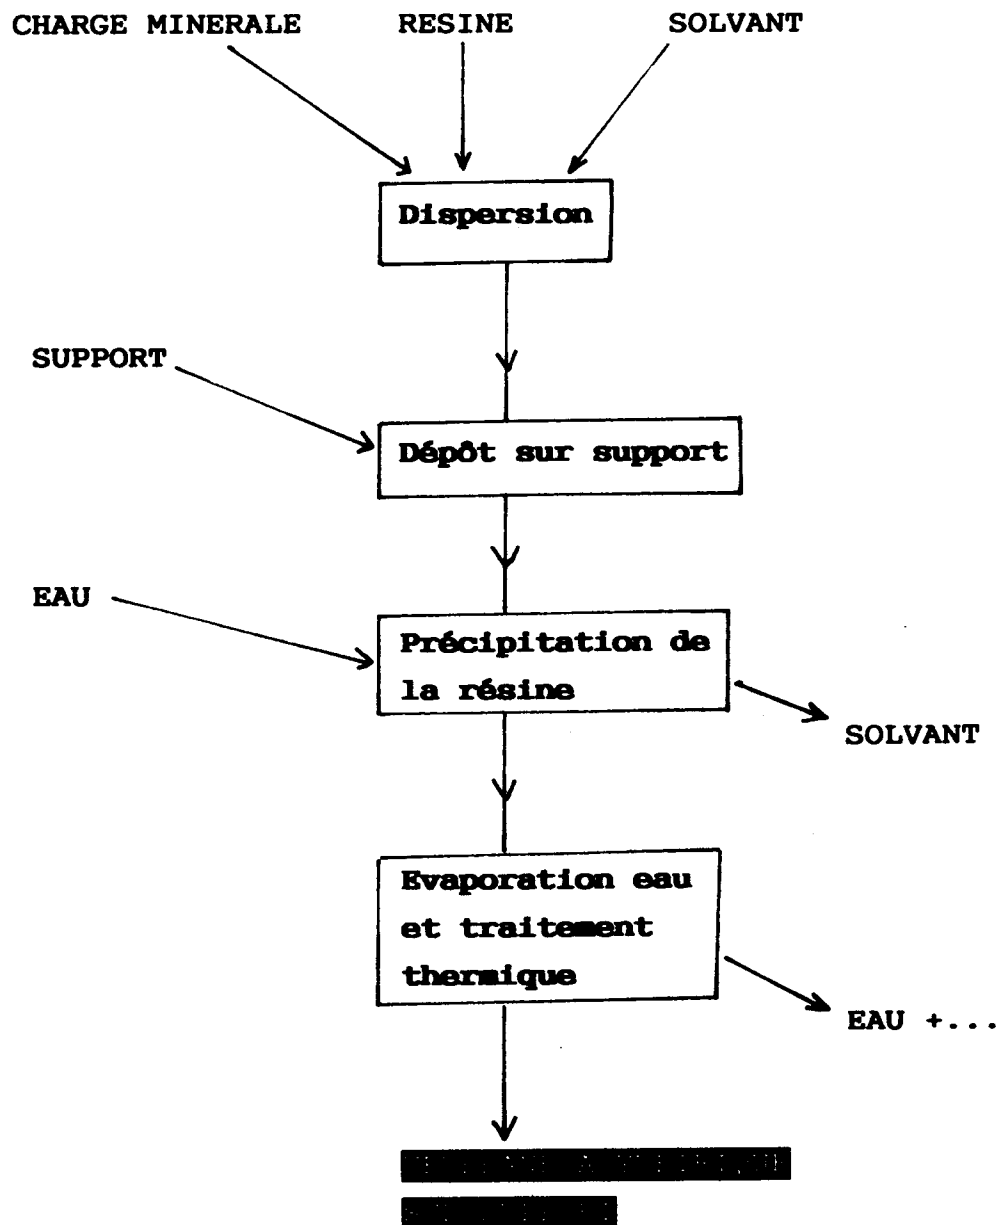 CHARGE MINERALE RESINE SOLVANT
Dispersion
SUPPORT
Dépôt sur support
EAU
Précipitation de
la résine
SOLVANT
Evaporation eau
et traitement
thermique
EAU +...